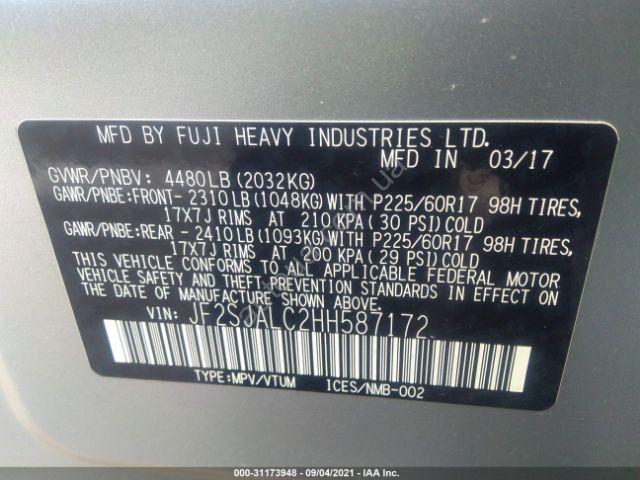 MFD BY FUJI HEAVY INDUSTRIES LTD.
MFD IN 03/17
GVWR/PNBV: 4480LB (2032KG)
GAWR/PNBE:FRONT- 2310LB (1048KG) WITH P225/60R17 98H TIRES,
17X7J RIMS AT 210 KPA (30 PSI) COLD
GAWR/PNBE:REAR - 2410LB (1093KG) WITH P225/60R17 98H TIRES,
17X7J RIMS AT 200 KPA (29 PSI) COLD
THIS VEHICLE CONFORMS TO ALL APPLICABLE FEDERAL MOTOR
VEHICLE SAFETY AND THEFT PREVENTION STANDARDS IN EFFECT ON
THE DATE OF MANUFACTURE SHOWN ABOVE.
VIN: JF2SJALC2HH587172
TYPE:MPV/VTUM ICES/NMB-002
000-31173948 - 09/04/2021 - IAAI.COM